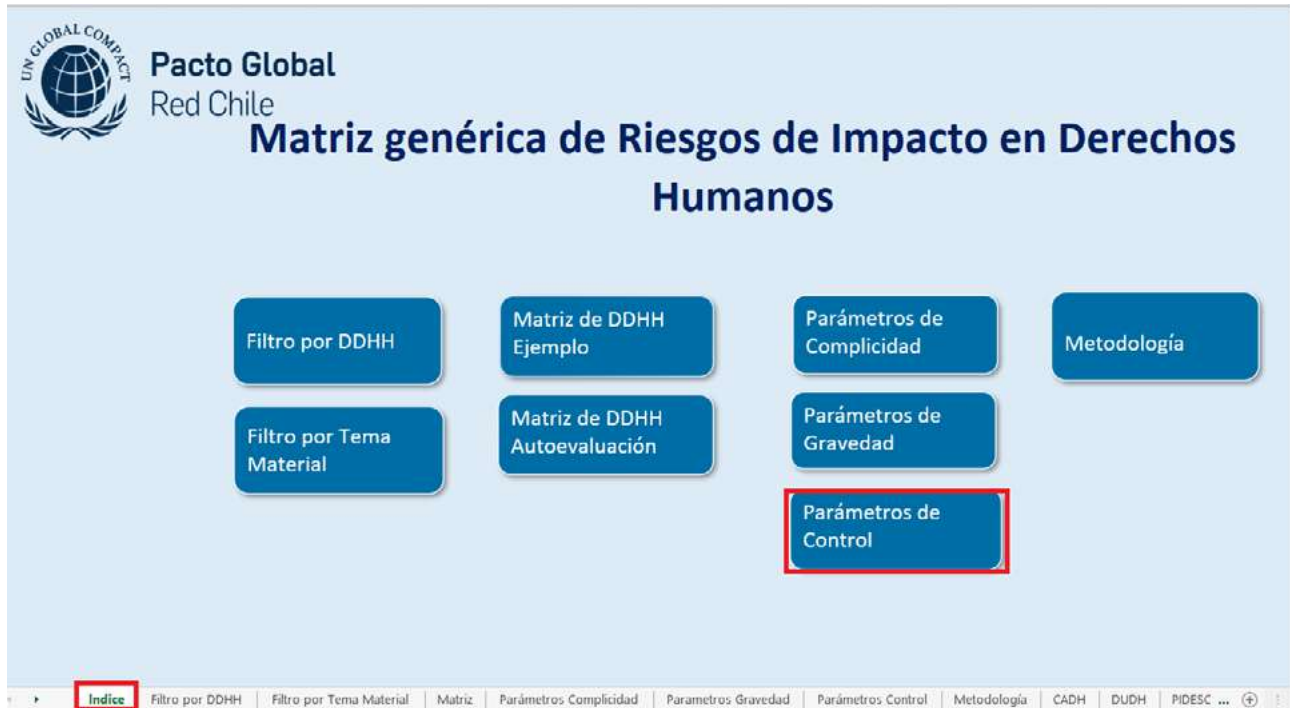 UN GLOBAL COMPACT
Pacto Global
Red Chile
Matriz genérica de Riesgos de Impacto en Derechos
Humanos
Filtro por DDHH
Matriz de DDHH
Ejemplo
Parámetros de
Complicidad
Metodología
Filtro por Tema
Material
Matriz de DDHH
Autoevaluación
Parámetros de
Gravedad
Parámetros de
Control
Indice Filtro por DDHH Filtro por Tema Material Matriz Parámetros Complicidad Parametros Gravedad Parámetros Control Metodología CADH DUDH PIDESC ...